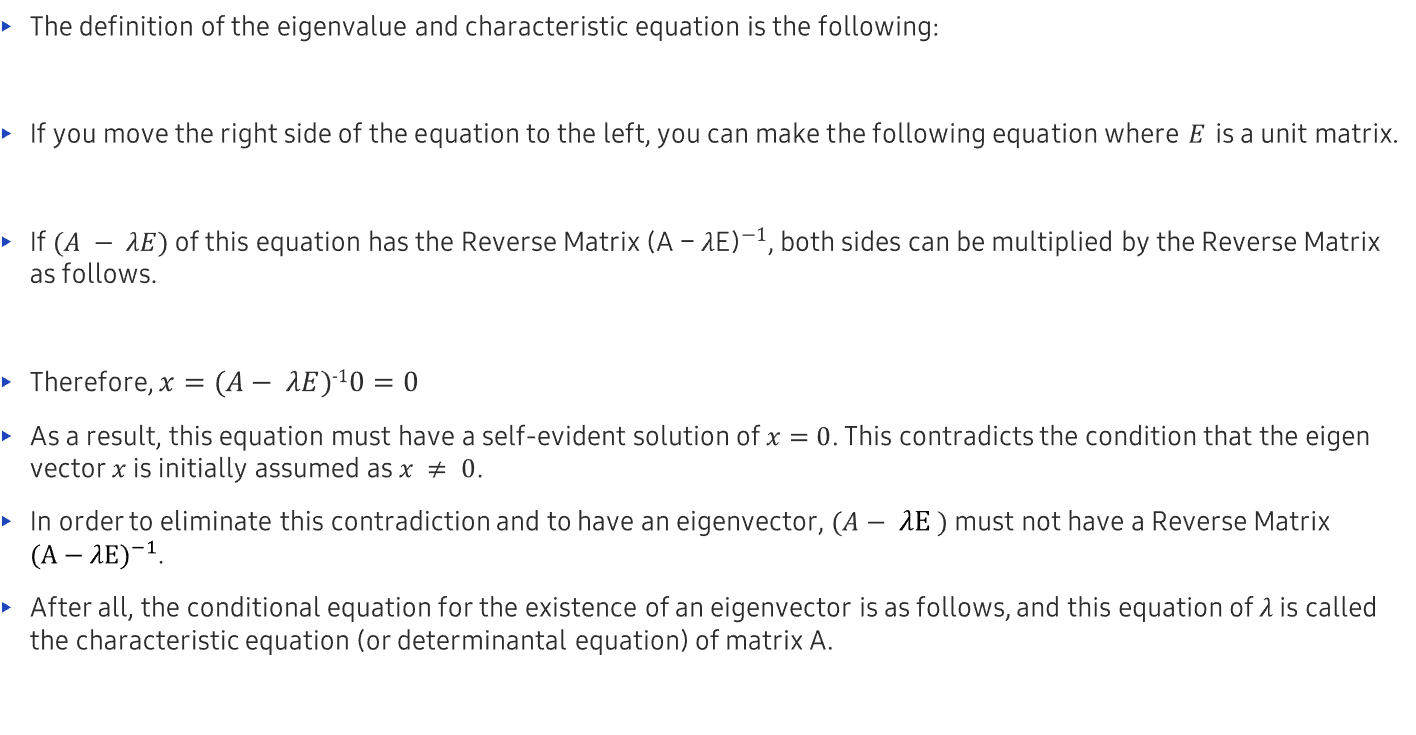 ▶ The definition of the eigenvalue and characteristic equation is the following:
▶ If you move the right side of the equation to the left, you can make the following equation where E is a unit matrix.
▶ If (A − λE) of this equation has the Reverse Matrix (A − λE)⁻¹, both sides can be multiplied by the Reverse Matrix
as follows.
▶ Therefore, x = (A − λE)⁻¹0 = 0
▶ As a result, this equation must have a self-evident solution of x = 0. This contradicts the condition that the eigen
vector x is initially assumed as x ≠ 0.
▶ In order to eliminate this contradiction and to have an eigenvector, (A − λE ) must not have a Reverse Matrix
(A − λE)⁻¹.
▶ After all, the conditional equation for the existence of an eigenvector is as follows, and this equation of λ is called
the characteristic equation (or determinantal equation) of matrix A.